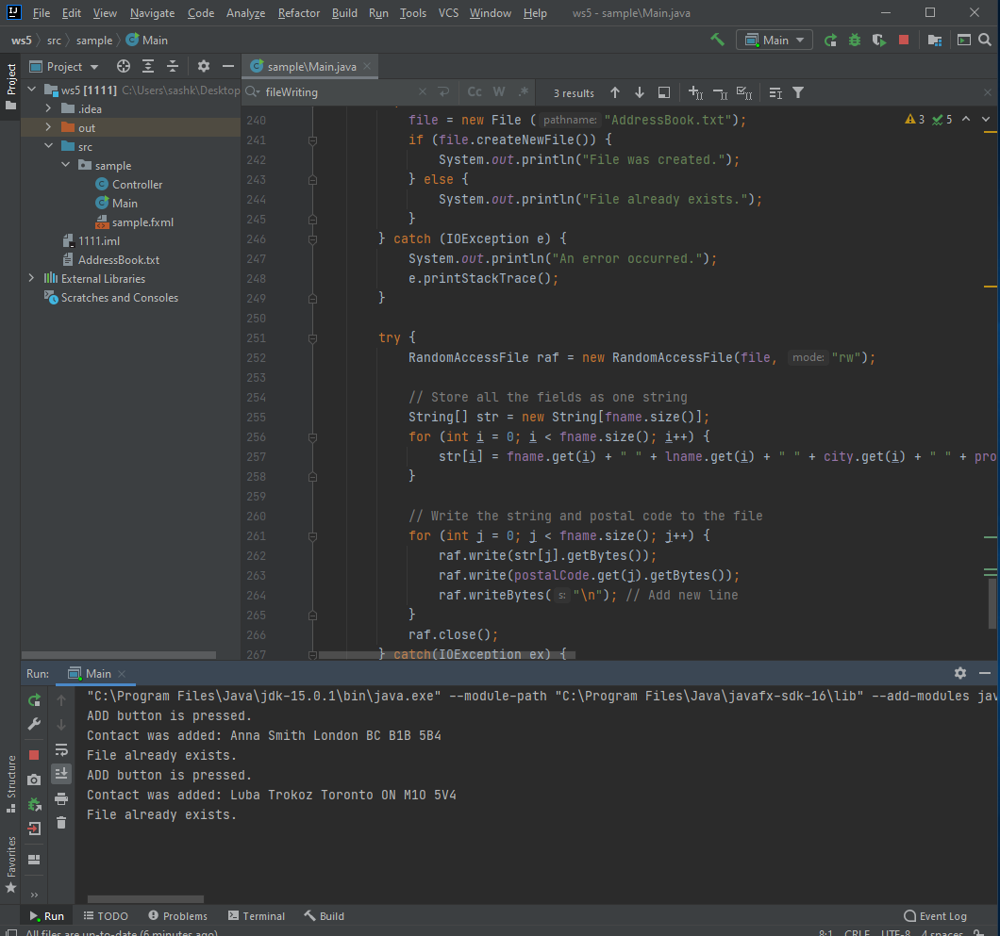 File Edit View Navigate Code Analyze Refactor Build Run Tools VCS Window Help ws5 - sample\Main.java
ws5 src sample Main Main
Project
Project
sample\Main.java
ws5 [1111] C:\Users\sashk\Desktop
.idea
out
src
sample
Controller
Main
sample.fxml
1111.iml
AddressBook.txt
External Libraries
Scratches and Consoles
fileWriting Cc W .* 3 results
3 5
240 file = new File ( pathname: "AddressBook.txt");
241 if (file.createNewFile()) {
242 System.out.println("File was created.");
243 } else {
244 System.out.println("File already exists.");
245 }
246 } catch (IOException e) {
247 System.out.println("An error occurred.");
248 e.printStackTrace();
249 }
250
251 try {
252 RandomAccessFile raf = new RandomAccessFile(file, mode: "rw");
253
254 // Store all the fields as one string
255 String[] str = new String[fname.size()];
256 for (int i = 0; i < fname.size(); i++) {
257 str[i] = fname.get(i) + " " + lname.get(i) + " " + city.get(i) + " " + pro
258 }
259
260 // Write the string and postal code to the file
261 for (int j = 0; j < fname.size(); j++) {
262 raf.write(str[j].getBytes());
263 raf.write(postalCode.get(j).getBytes());
264 raf.writeBytes( s: "\n"); // Add new line
265 }
266 raf.close();
267 } catch(IOException ex) {
Run: Main
"C:\Program Files\Java\jdk-15.0.1\bin\java.exe" --module-path "C:\Program Files\Java\javafx-sdk-16\lib" --add-modules jav
ADD button is pressed.
Contact was added: Anna Smith London BC B1B 5B4
File already exists.
ADD button is pressed.
Contact was added: Luba Trokoz Toronto ON M1O 5V4
File already exists.
Structure
Favorites
Run TODO Problems Terminal Build Event Log
All files are up-to-date (6 minutes ago) 8:1 CRLF UTF-8 4 spaces